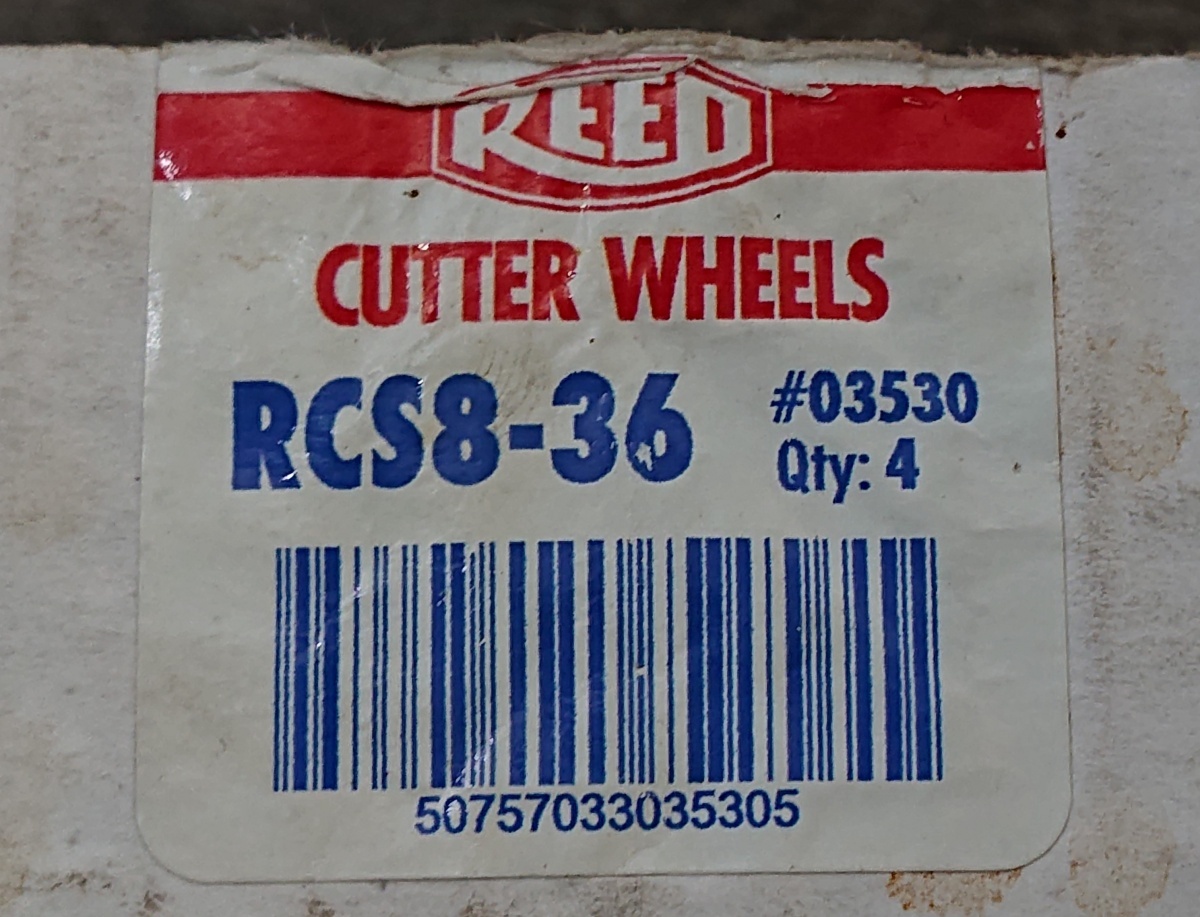 REED
CUTTER WHEELS
RCS8-36
#03530
Qty: 4
50757033035305